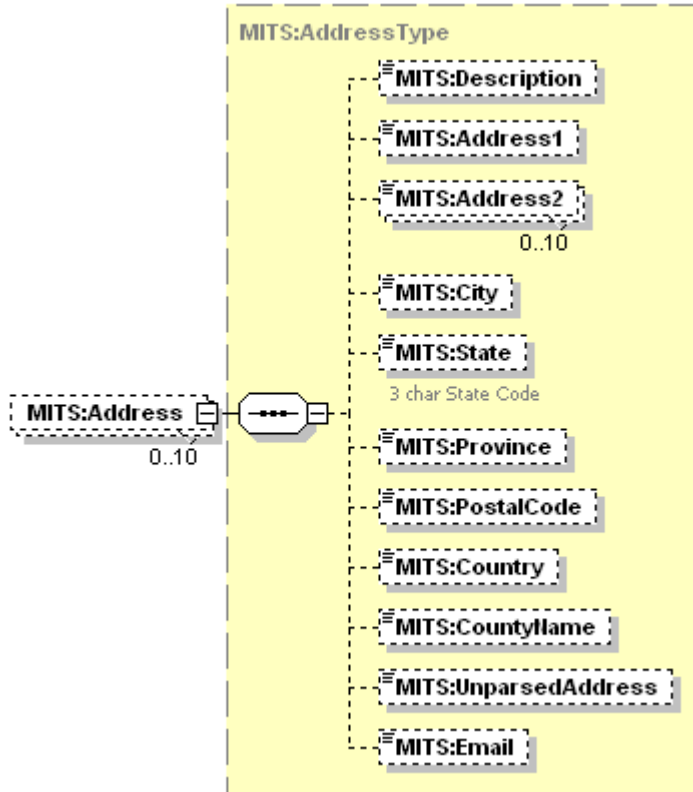 MITS:AddressType
MITS:Description
MITS:Address1
MITS:Address2
0..10
MITS:City
MITS:State
3 char State Code
MITS:Address
0..10
MITS:Province
MITS:PostalCode
MITS:Country
MITS:CountyName
MITS:UnparsedAddress
MITS:Email